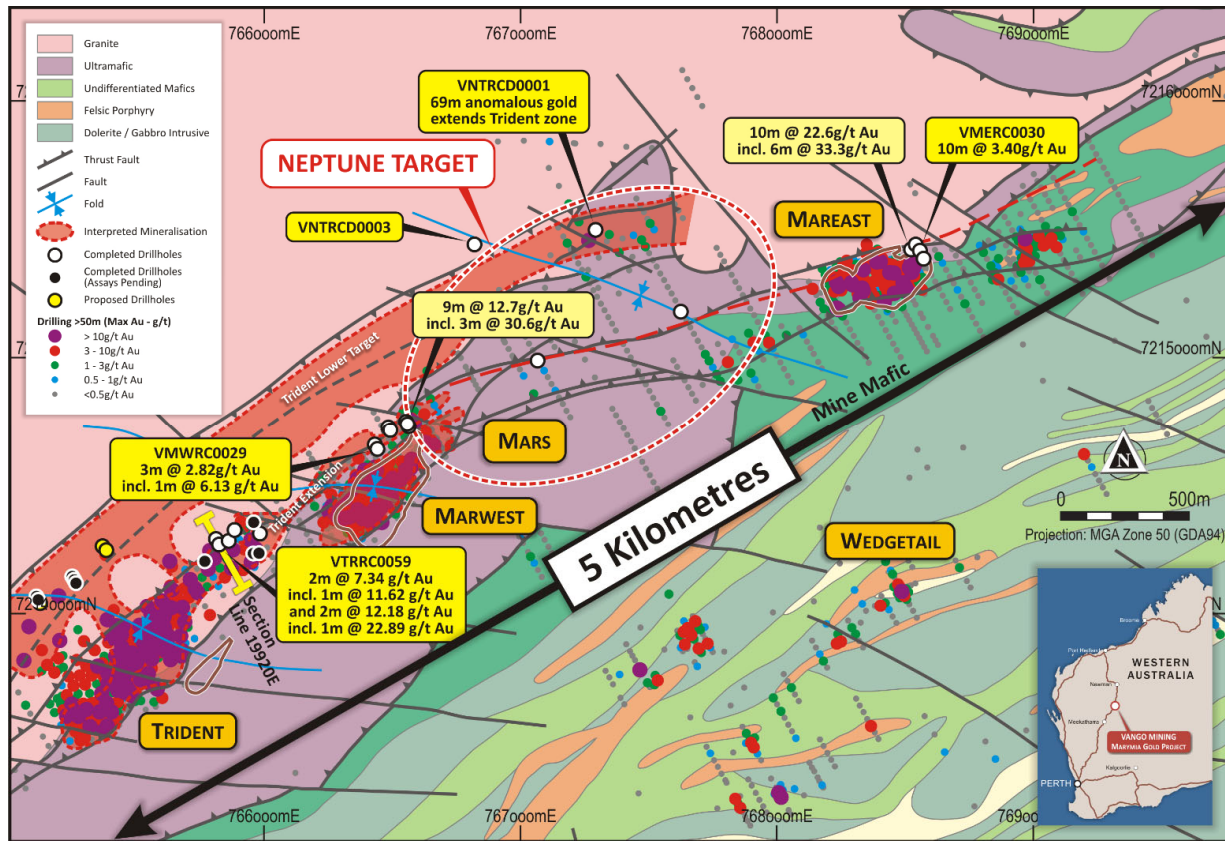 766000mE
767000mE
768000mE
769000mE
Granite
Ultramafic
Undifferentiated Mafics
Felsic Porphyry
Dolerite / Gabbro Intrusive
Thrust Fault
Fault
Fold
Interpreted Mineralisation
Completed Drillholes
Completed Drillholes
(Assays Pending)
Proposed Drillholes
Drilling >50m (Max Au - g/t)
> 10g/t Au
3 - 10g/t Au
1 - 3g/t Au
0.5 - 1g/t Au
<0.5g/t Au
VNTRCD0001
69m anomalous gold
extends Trident zone
7216000mN
10m @ 22.6g/t Au
incl. 6m @ 33.3g/t Au
VMERC0030
10m @ 3.40g/t Au
NEPTUNE TARGET
VNTRCD0003
MAREAST
9m @ 12.7g/t Au
incl. 3m @ 30.6g/t Au
7215000mN
Trident Lower Target
Mine Mafic
MARS
VMWRC0029
3m @ 2.82g/t Au
incl. 1m @ 6.13 g/t Au
Trident Extension
MARWEST
5 Kilometres
N
0 500m
Projection: MGA Zone 50 (GDA94)
WEDGETAIL
VTRRC0059
2m @ 7.34 g/t Au
incl. 1m @ 11.62 g/t Au
and 2m @ 12.18 g/t Au
incl. 1m @ 22.89 g/t Au
Section
Line 19920E
TRIDENT
Broome
Port Hedland
WESTERN
AUSTRALIA
Newman
Meekatharra
VANGO MINING
MARYMIA GOLD PROJECT
Kalgoorlie
PERTH
766000mE
767000mE
768000mE